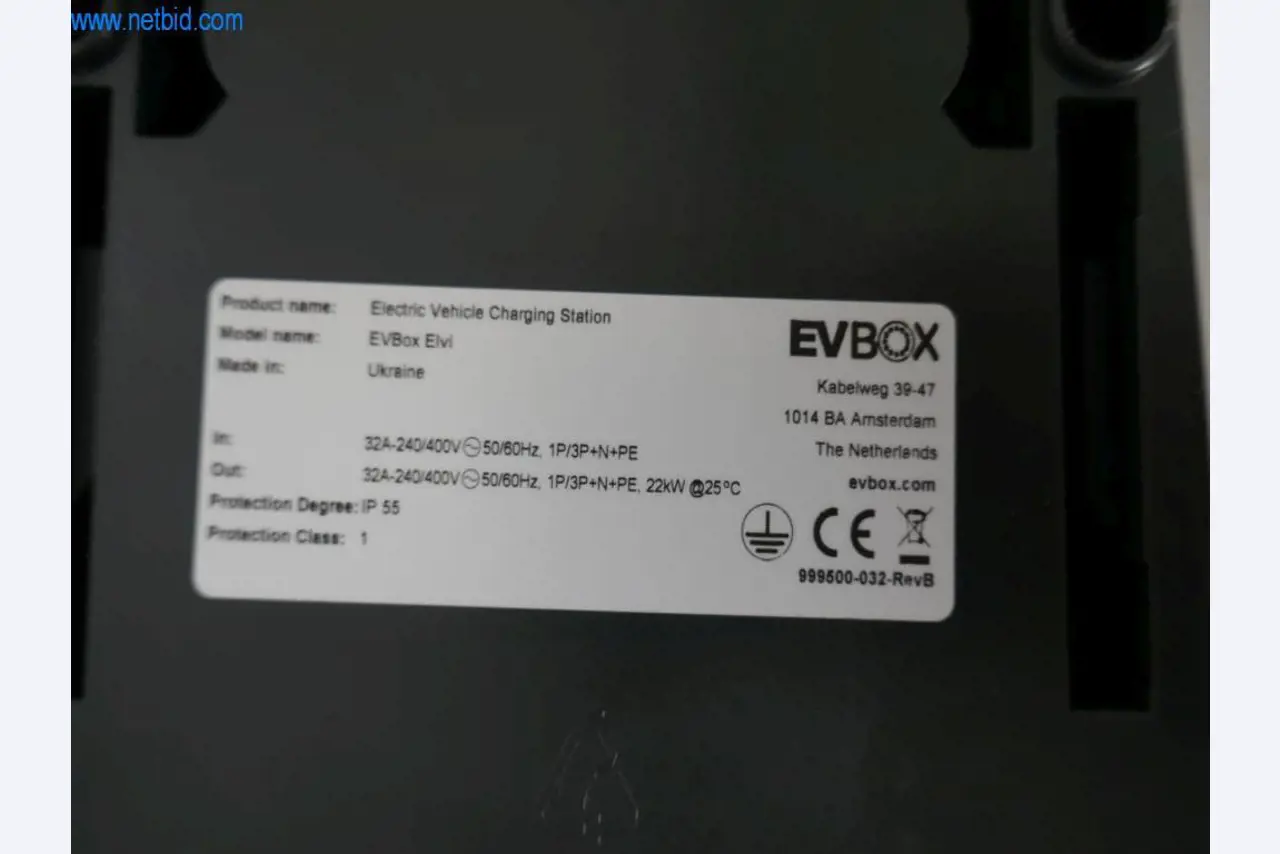 www.netbid.com
Product name: Electric Vehicle Charging Station
Model name: EVBox Elvi
Made in: Ukraine
In: 32A-240/400V 50/60Hz, 1P/3P+N+PE
Out: 32A-240/400V 50/60Hz, 1P/3P+N+PE, 22kW @25°C
Protection Degree: IP 55
Protection Class: 1
EVBOX
Kabelweg 39-47
1014 BA Amsterdam
The Netherlands
evbox.com
CE
999500-032-RevB